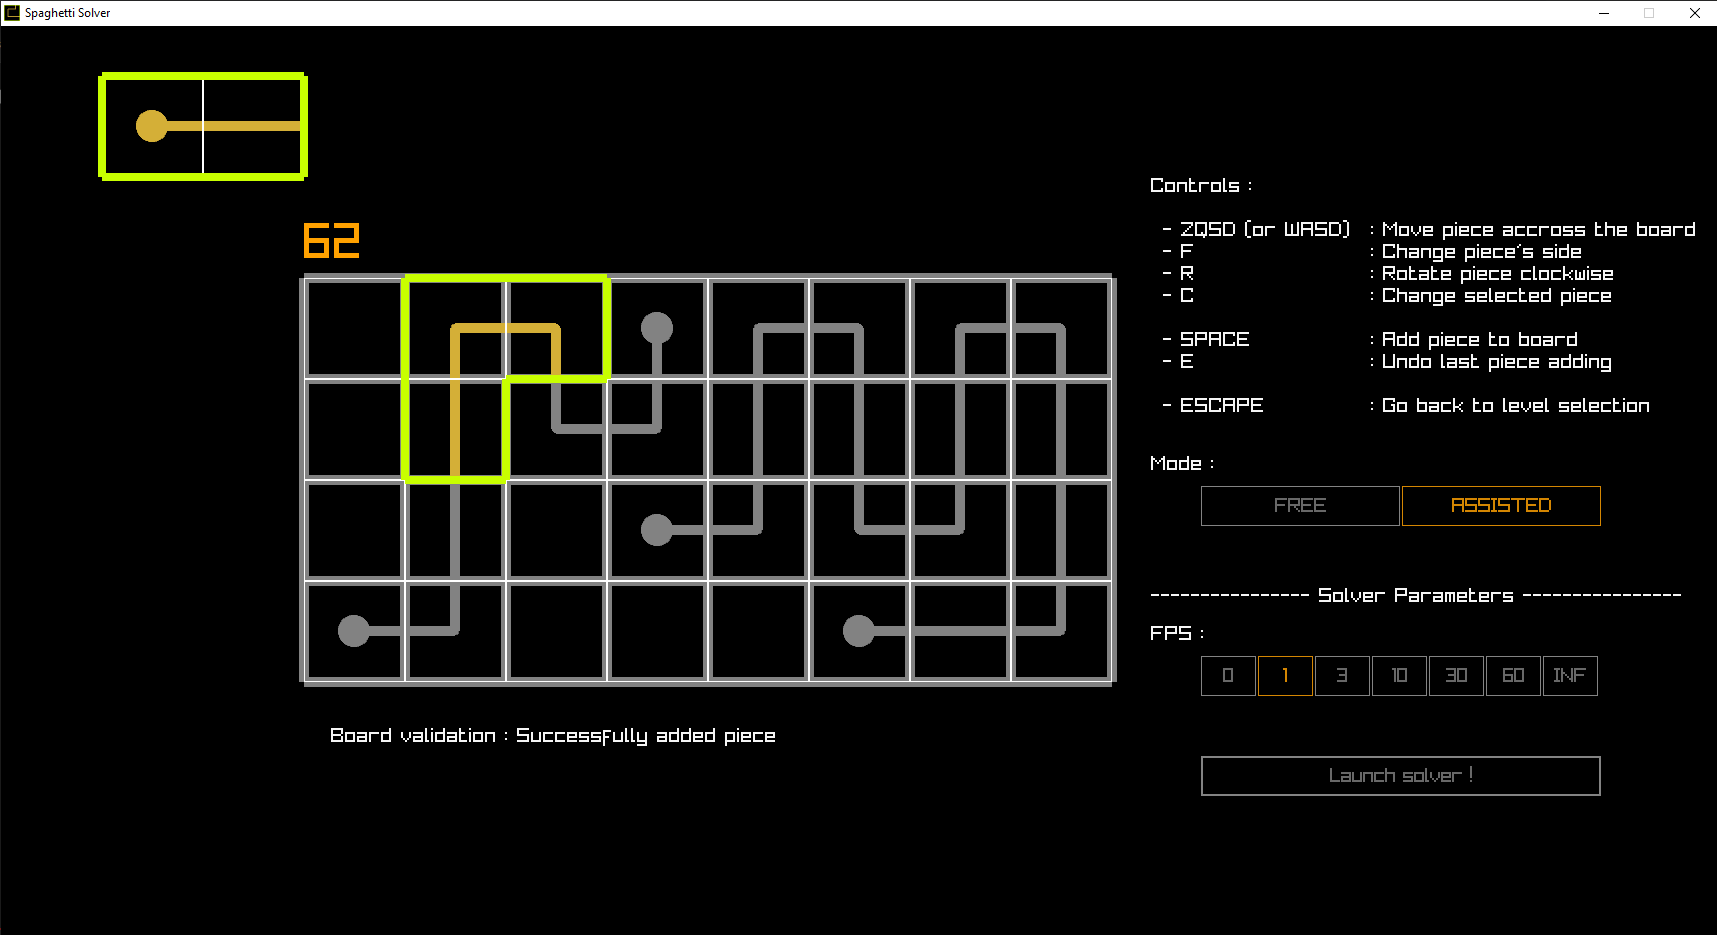 Spaghetti Solver
62
Controls :
- ZQSD (or WASD) : Move piece accross the board
- F : Change piece's side
- R : Rotate piece clockwise
- C : Change selected piece
- SPACE : Add piece to board
- E : Undo last piece adding
- ESCAPE : Go back to level selection
Mode :
FREE ASSISTED
---------------- Solver Parameters ----------------
FPS :
0 1 3 10 30 60 INF
Board validation : Successfully added piece
Launch solver !